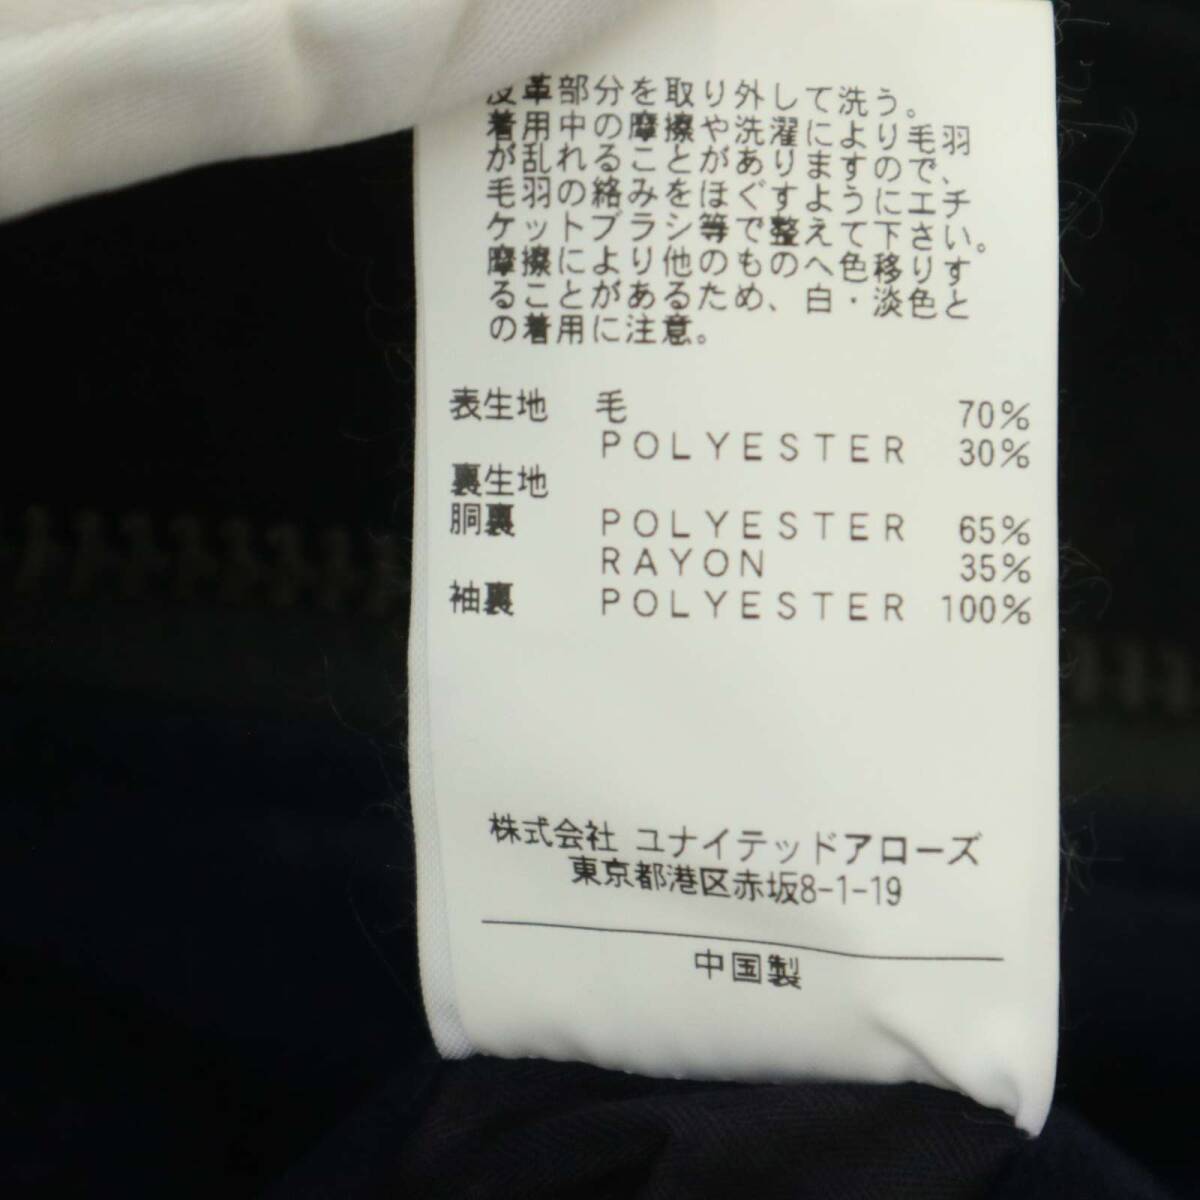 皮革部分を取り外して洗う。
着用中の摩擦や洗濯により毛羽
が乱れることがありますので、
毛羽の絡みをほぐすようにエチ
ケットブラシ等で整えて下さい。
摩擦により他のものへ色移りす
ることがあるため、白・淡色と
の着用に注意。
表生地 毛 70%
POLYESTER 30%
裏生地
胴裏 POLYESTER 65%
RAYON 35%
袖裏 POLYESTER 100%
株式会社 ユナイテッドアローズ
東京都港区赤坂8-1-19
中国製